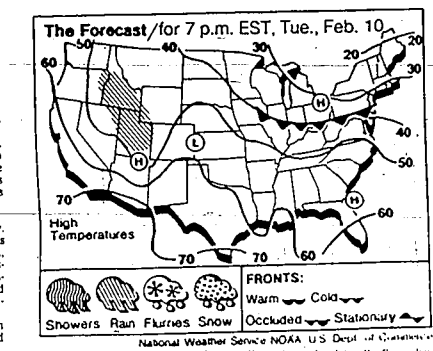 The Forecast/for 7 p.m. EST, Tue., Feb. 10
50 40 30 20 20
60 30
H
40
L
H 50
70 H
High 60
Temperatures
70 70 60
FRONTS:
Warm Cold
Showers Rain Flurries Snow Occluded Stationary
National Weather Service NOAA U.S. Dept. of Commerce